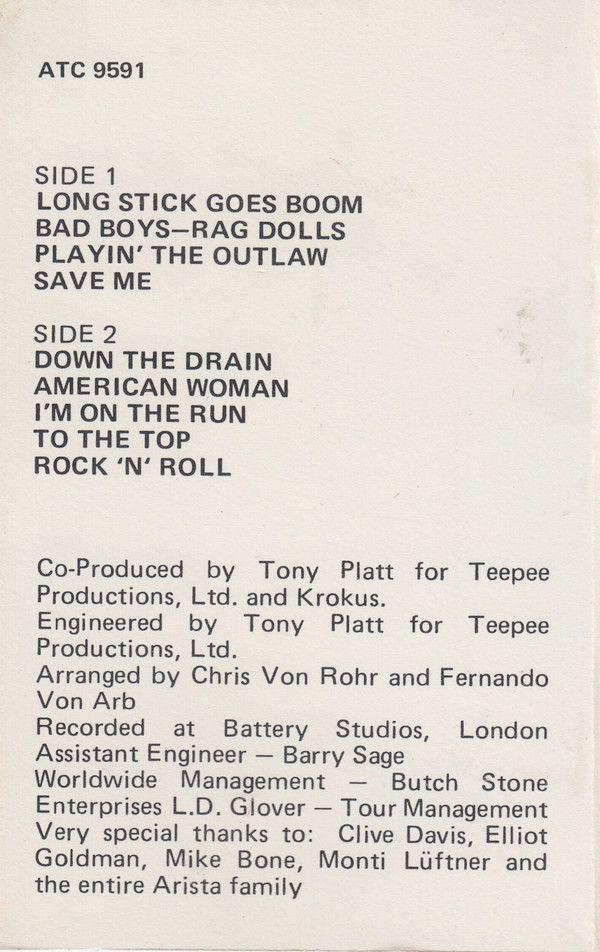 ATC 9591
SIDE 1
LONG STICK GOES BOOM
BAD BOYS—RAG DOLLS
PLAYIN' THE OUTLAW
SAVE ME
SIDE 2
DOWN THE DRAIN
AMERICAN WOMAN
I'M ON THE RUN
TO THE TOP
ROCK 'N' ROLL
Co-Produced by Tony Platt for Teepee
Productions, Ltd. and Krokus.
Engineered by Tony Platt for Teepee
Productions, Ltd.
Arranged by Chris Von Rohr and Fernando
Von Arb
Recorded at Battery Studios, London
Assistant Engineer — Barry Sage
Worldwide Management — Butch Stone
Enterprises L.D. Glover — Tour Management
Very special thanks to: Clive Davis, Elliot
Goldman, Mike Bone, Monti Lüftner and
the entire Arista family